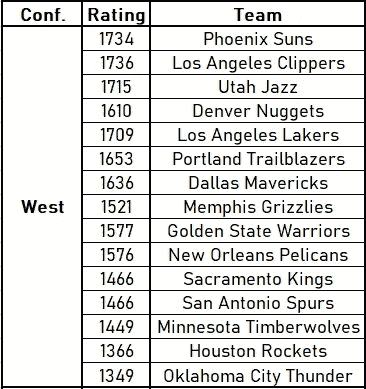 Conf. Rating Team
1734 Phoenix Suns
1736 Los Angeles Clippers
1715 Utah Jazz
1610 Denver Nuggets
1709 Los Angeles Lakers
1653 Portland Trailblazers
1636 Dallas Mavericks
West 1521 Memphis Grizzlies
1577 Golden State Warriors
1576 New Orleans Pelicans
1466 Sacramento Kings
1466 San Antonio Spurs
1449 Minnesota Timberwolves
1366 Houston Rockets
1349 Oklahoma City Thunder